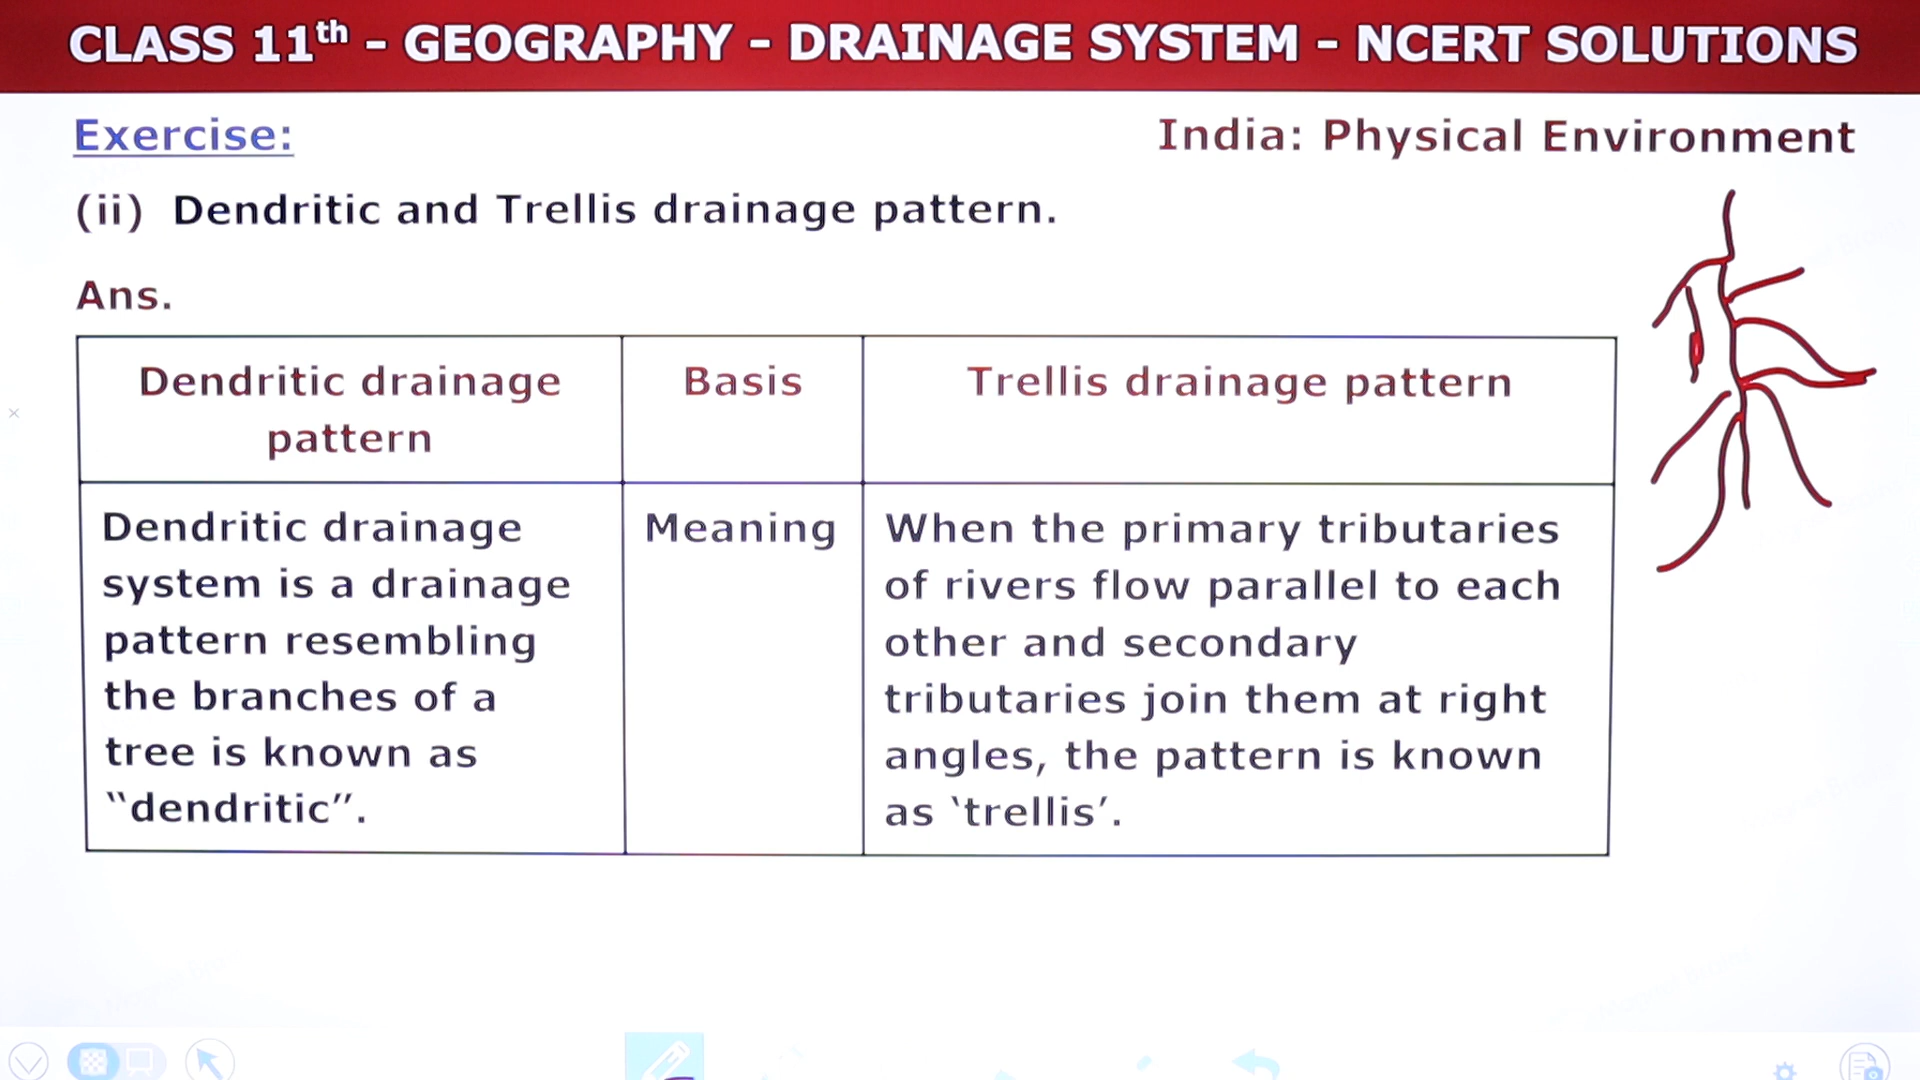 CLASS 11th - GEOGRAPHY - DRAINAGE SYSTEM - NCERT SOLUTIONS
Exercise:
India: Physical Environment
(ii) Dendritic and Trellis drainage pattern.
Ans.
Dendritic drainage
pattern
Basis
Trellis drainage pattern
Dendritic drainage
system is a drainage
pattern resembling
the branches of a
tree is known as
“dendritic”.
Meaning
When the primary tributaries
of rivers flow parallel to each
other and secondary
tributaries join them at right
angles, the pattern is known
as ‘trellis’.